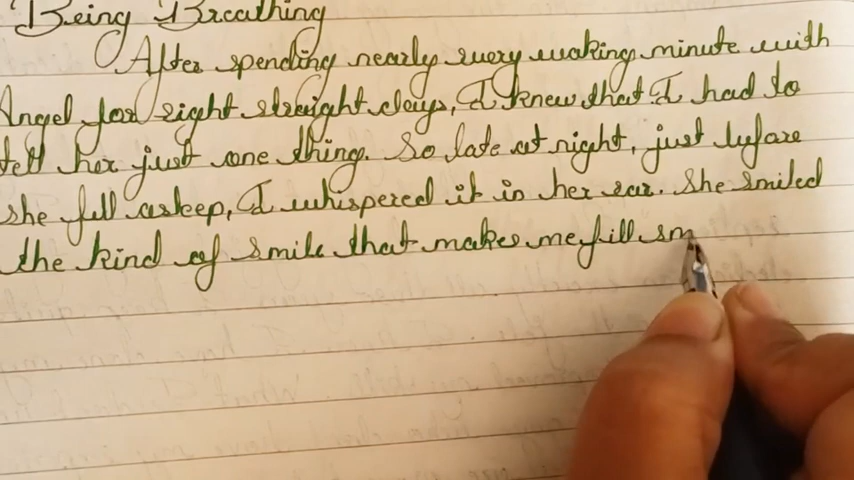 Being Breathing
After spending nearly every waking minute with
Angel for eight straight days, I knew that I had to
tell her just one thing. So late at night, just before
she fell asleep, I whispered it in her ear. She smiled
the kind of smile that makes me fill sm